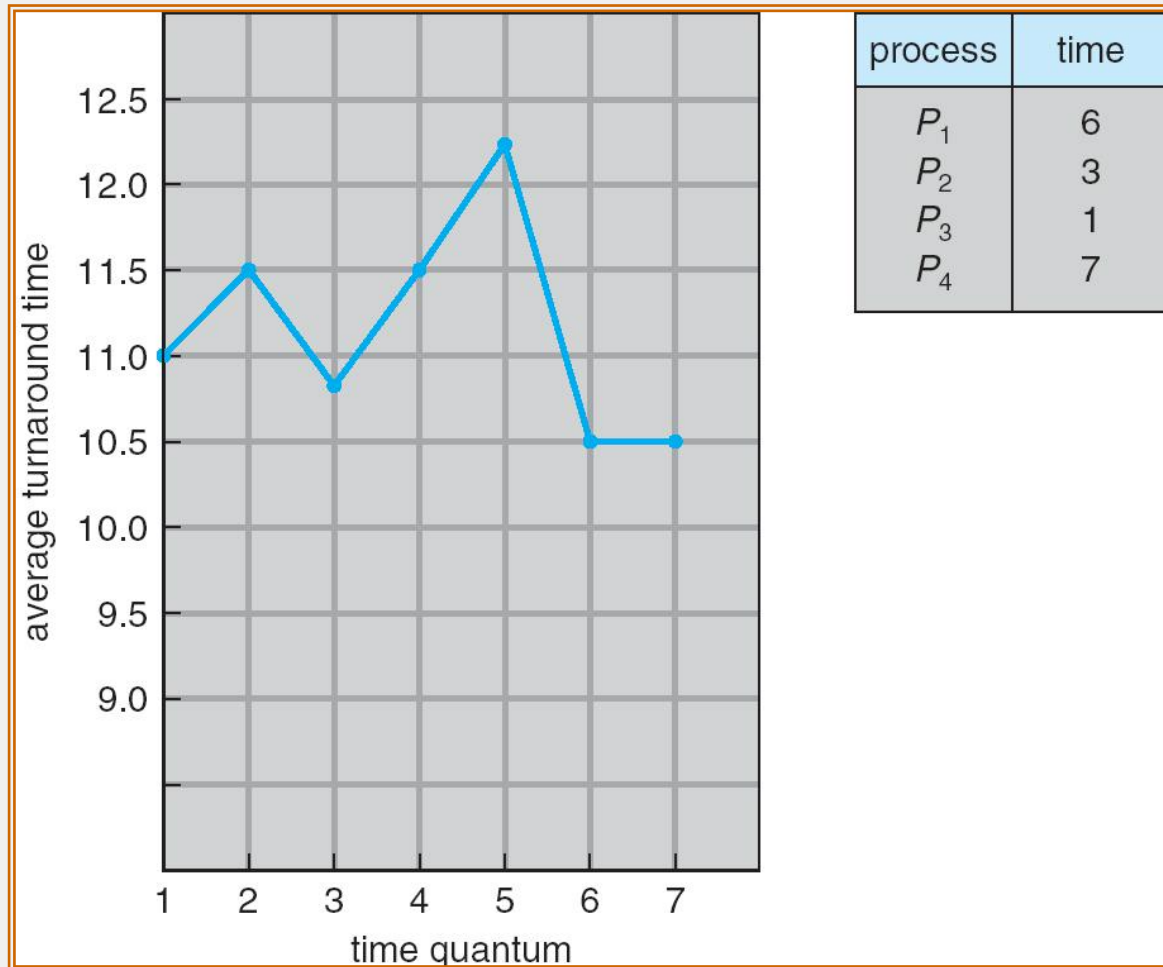 12.5
12.0
11.5
11.0
10.5
10.0
9.5
9.0
average turnaround time
1 2 3 4 5 6 7
time quantum
process time
P₁ 6
P₂ 3
P₃ 1
P₄ 7